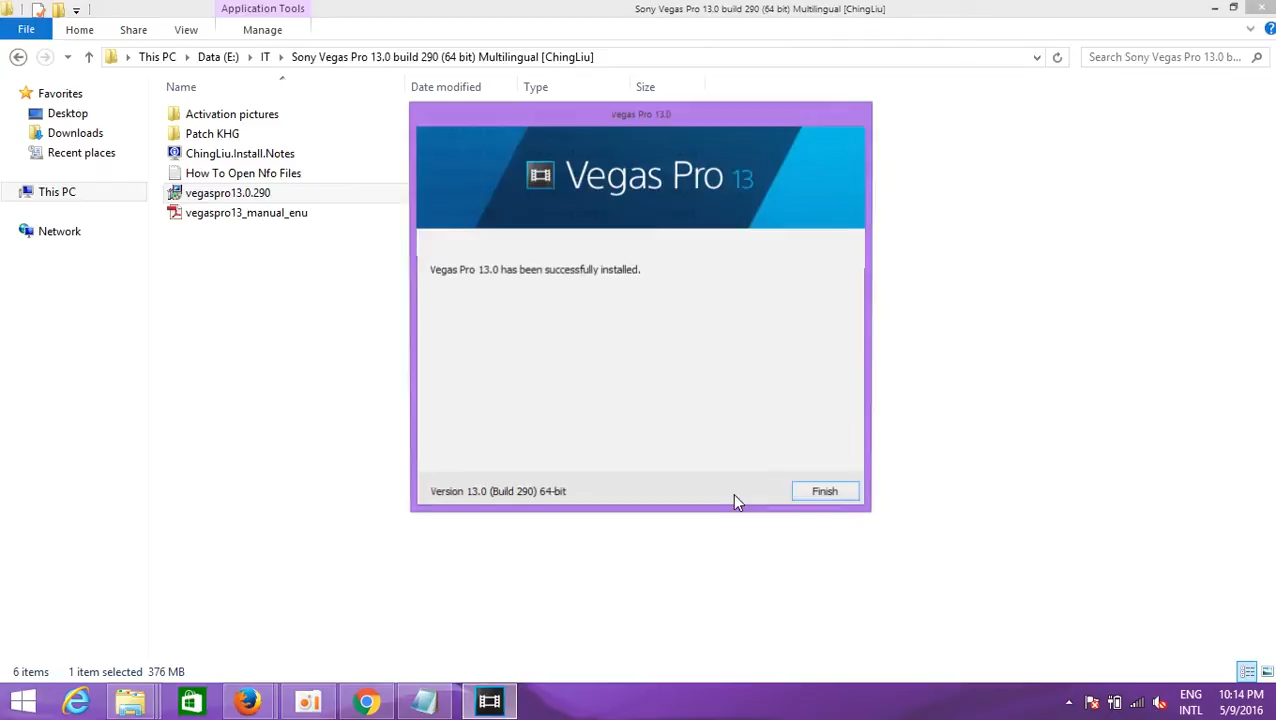 Application Tools
Sony Vegas Pro 13.0 build 290 (64 bit) Multilingual [ChingLiu]
File
Home
Share
View
Manage
This PC
Data (E:)
IT
Sony Vegas Pro 13.0 build 290 (64 bit) Multilingual [ChingLiu]
Search Sony Vegas Pro 13.0 b...
Favorites
Desktop
Downloads
Recent places
This PC
Network
Name
Date modified
Type
Size
Activation pictures
Patch KHG
ChingLiu.Install.Notes
How To Open Nfo Files
vegaspro13.0.290
vegaspro13_manual_enu
Vegas Pro 13.0
Vegas Pro 13
Vegas Pro 13.0 has been successfully installed.
Version 13.0 (Build 290) 64-bit
Finish
6 items
1 item selected 376 MB
ENG
INTL
10:14 PM
5/9/2016